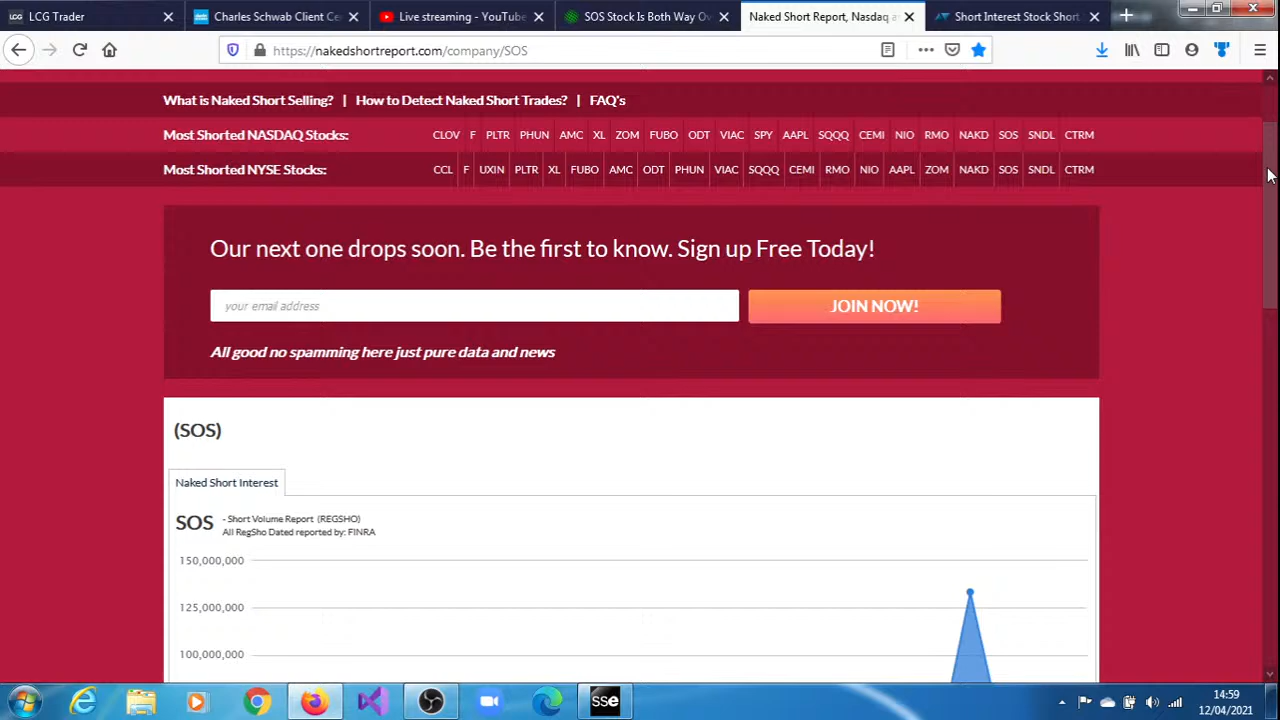 LCG Trader
Charles Schwab Client Ce
Live streaming - YouTube
SOS Stock Is Both Way Ov
Naked Short Report, Nasdaq a
Short Interest Stock Short
https://nakedshortreport.com/company/SOS
What is Naked Short Selling? | How to Detect Naked Short Trades? | FAQ's
Most Shorted NASDAQ Stocks: CLOV F PLTR PHUN AMC XL ZOM FUBO ODT VIAC SPY AAPL SQQQ CEMI NIO RMO NAKD SOS SNDL CTRM
Most Shorted NYSE Stocks: CCL F UXIN PLTR XL FUBO AMC ODT PHUN VIAC SQQQ CEMI RMO NIO AAPL ZOM NAKD SOS SNDL CTRM
Our next one drops soon. Be the first to know. Sign up Free Today!
your email address
JOIN NOW!
All good no spamming here just pure data and news
(SOS)
Naked Short Interest
SOS - Short Volume Report (REGSHO)
All RegSho Dated reported by: FINRA
150,000,000
125,000,000
100,000,000
sse
14:59
12/04/2021